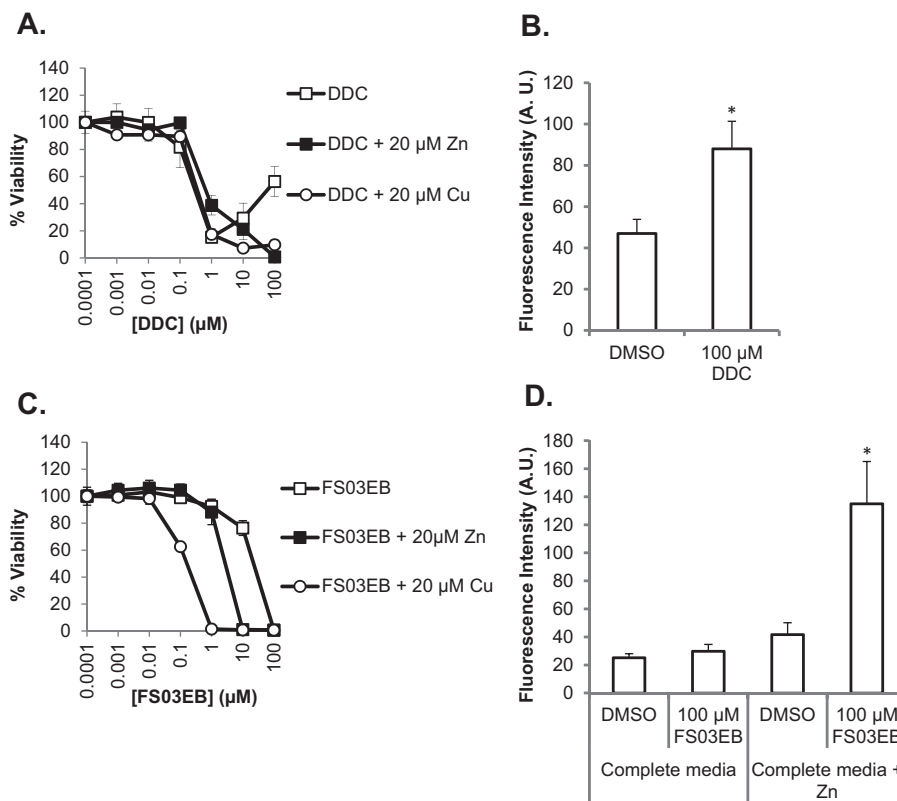 A.
140
120
100
80
60
40
20
0
% Viability
0.0001
0.001
0.01
0.1
1
10
100
[DDC] (µM)
DDC
DDC + 20 µM Zn
DDC + 20 µM Cu
B.
120
100
80
60
40
20
0
Fluorescence Intensity (A. U.)
*
DMSO
100 µM
DDC
C.
140
120
100
80
60
40
20
0
% Viability
0.0001
0.001
0.01
0.1
1
10
100
[FS03EB] (µM)
FS03EB
FS03EB + 20µM Zn
FS03EB + 20 µM Cu
D.
180
160
140
120
100
80
60
40
20
0
Fluorescence Intensity (A.U.)
*
DMSO
100 µM
FS03EB
DMSO
100 µM
FS03EB
Complete media
Complete media +
Zn